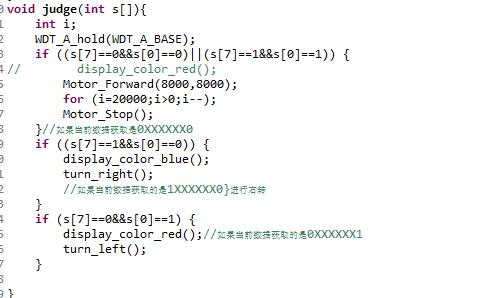 void judge(int s[]){
int i;
WDT_A_hold(WDT_A_BASE);
if ((s[7]==0&&s[0]==0)||(s[7]==1&&s[0]==1)) {
// display_color_red();
Motor_Forward(8000,8000);
for (i=20000;i>0;i--);
Motor_Stop();
}//如果当前数据获取是0XXXXXX0
if ((s[7]==1&&s[0]==0)) {
display_color_blue();
turn_right();
//如果当前数据获取的是1XXXXXX0}进行右转
}
if (s[7]==0&&s[0]==1) {
display_color_red();//如果当前数据获取的是0XXXXXX1
turn_left();
}
}